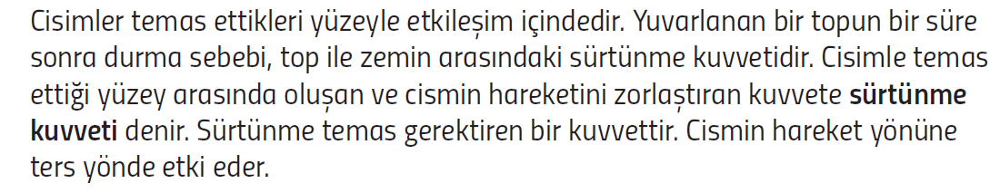 Cisimler temas ettikleri yüzeyle etkileşim içindedir. Yuvarlanan bir topun bir süre
sonra durma sebebi, top ile zemin arasındaki sürtünme kuvvetidir. Cisimle temas
ettiği yüzey arasında oluşan ve cismin hareketini zorlaştıran kuvvete sürtünme
kuvveti denir. Sürtünme temas gerektiren bir kuvvettir. Cismin hareket yönüne
ters yönde etki eder.